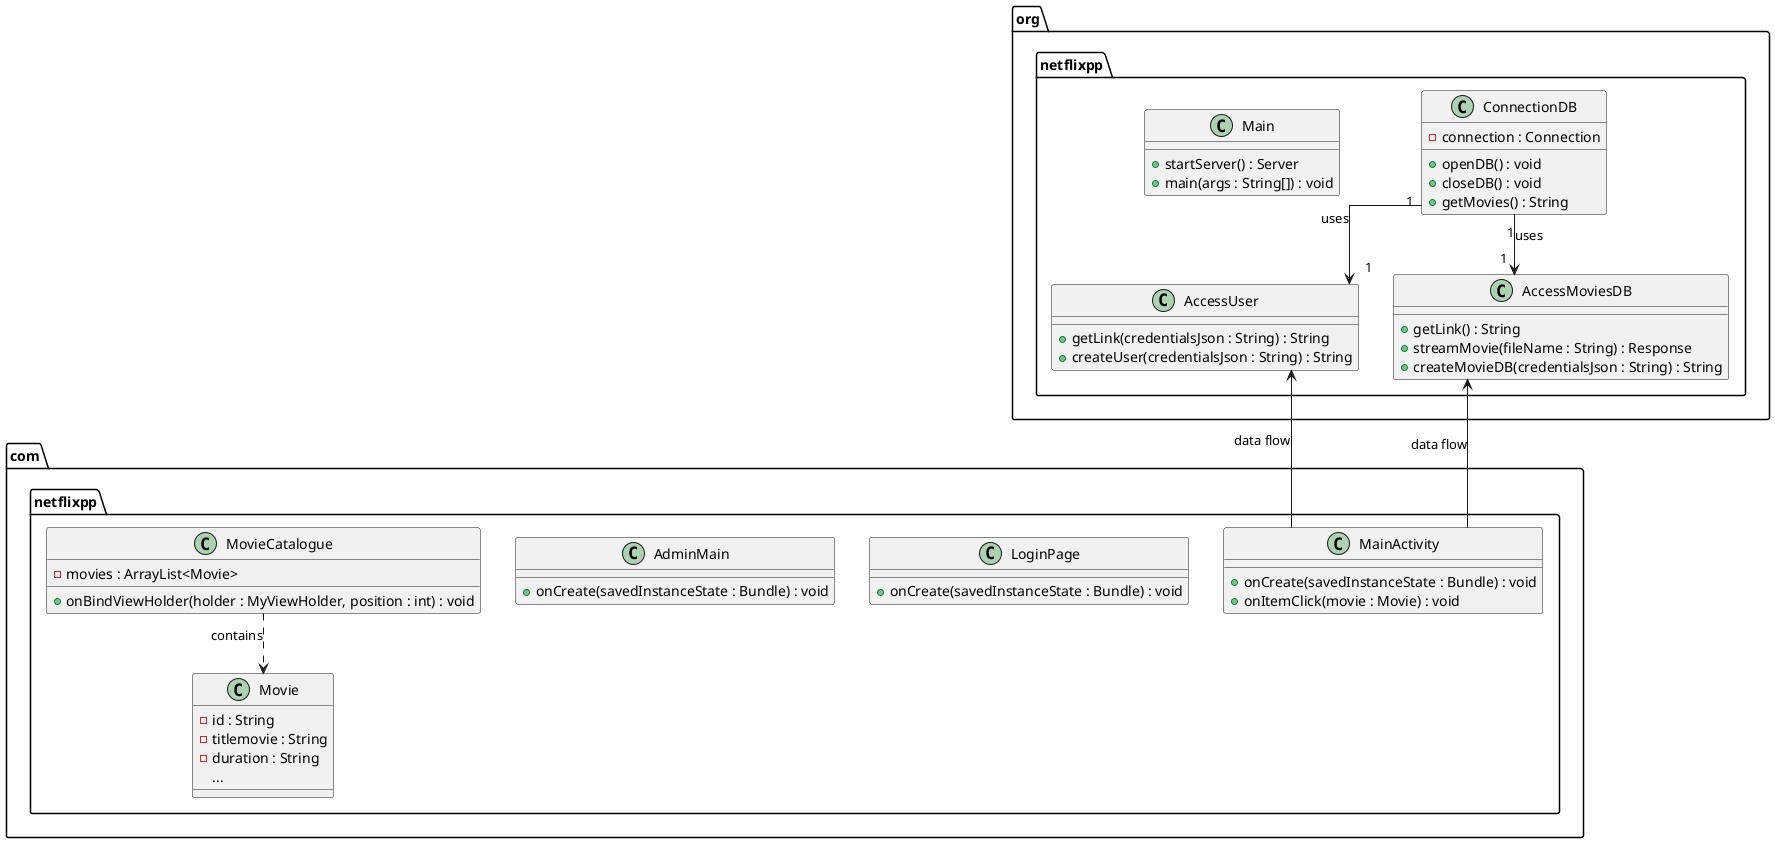 org
netflixpp
C Main
startServer() : Server
main(args : String[]) : void
C ConnectionDB
connection : Connection
openDB() : void
closeDB() : void
getMovies() : String
1
uses
1
1
uses
1
C AccessUser
getLink(credentialsJson : String) : String
createUser(credentialsJson : String) : String
C AccessMoviesDB
getLink() : String
streamMovie(fileName : String) : Response
createMovieDB(credentialsJson : String) : String
data flow
data flow
com
netflixpp
C MovieCatalogue
movies : ArrayList<Movie>
onBindViewHolder(holder : MyViewHolder, position : int) : void
C AdminMain
onCreate(savedInstanceState : Bundle) : void
C LoginPage
onCreate(savedInstanceState : Bundle) : void
C MainActivity
onCreate(savedInstanceState : Bundle) : void
onItemClick(movie : Movie) : void
contains
C Movie
id : String
titlemovie : String
duration : String
...